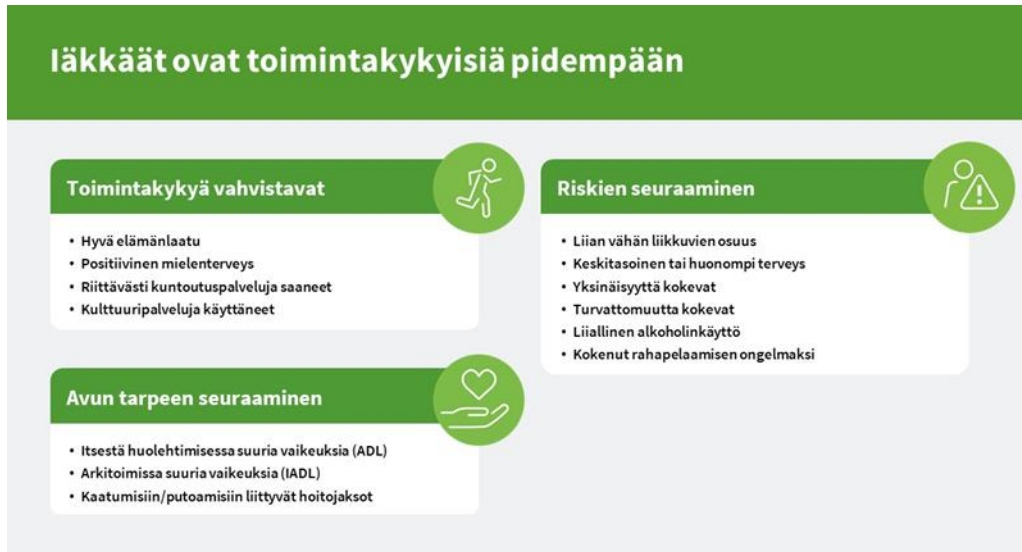 Iäkkäät ovat toimintakykyisiä pidempään
Toimintakykyä vahvistavat
• Hyvä elämänlaatu
• Positiivinen mielenterveys
• Riittävästi kuntoutuspalveluja saaneet
• Kulttuuripalveluja käyttäneet
Avun tarpeen seuraaminen
• Itsestä huolehtimisessa suuria vaikeuksia (ADL)
• Arkitoimissa suuria vaikeuksia (IADL)
• Kaatumisiin/putoamisiin liittyvät hoitojaksot
Riskien seuraaminen
• Liian vähän liikkuvien osuus
• Keskitasoinen tai huonompi terveys
• Yksinäisyyttä kokevat
• Turvattomuutta kokevat
• Liiallinen alkoholinkäyttö
• Kokenut rahapelaamisen ongelmaksi